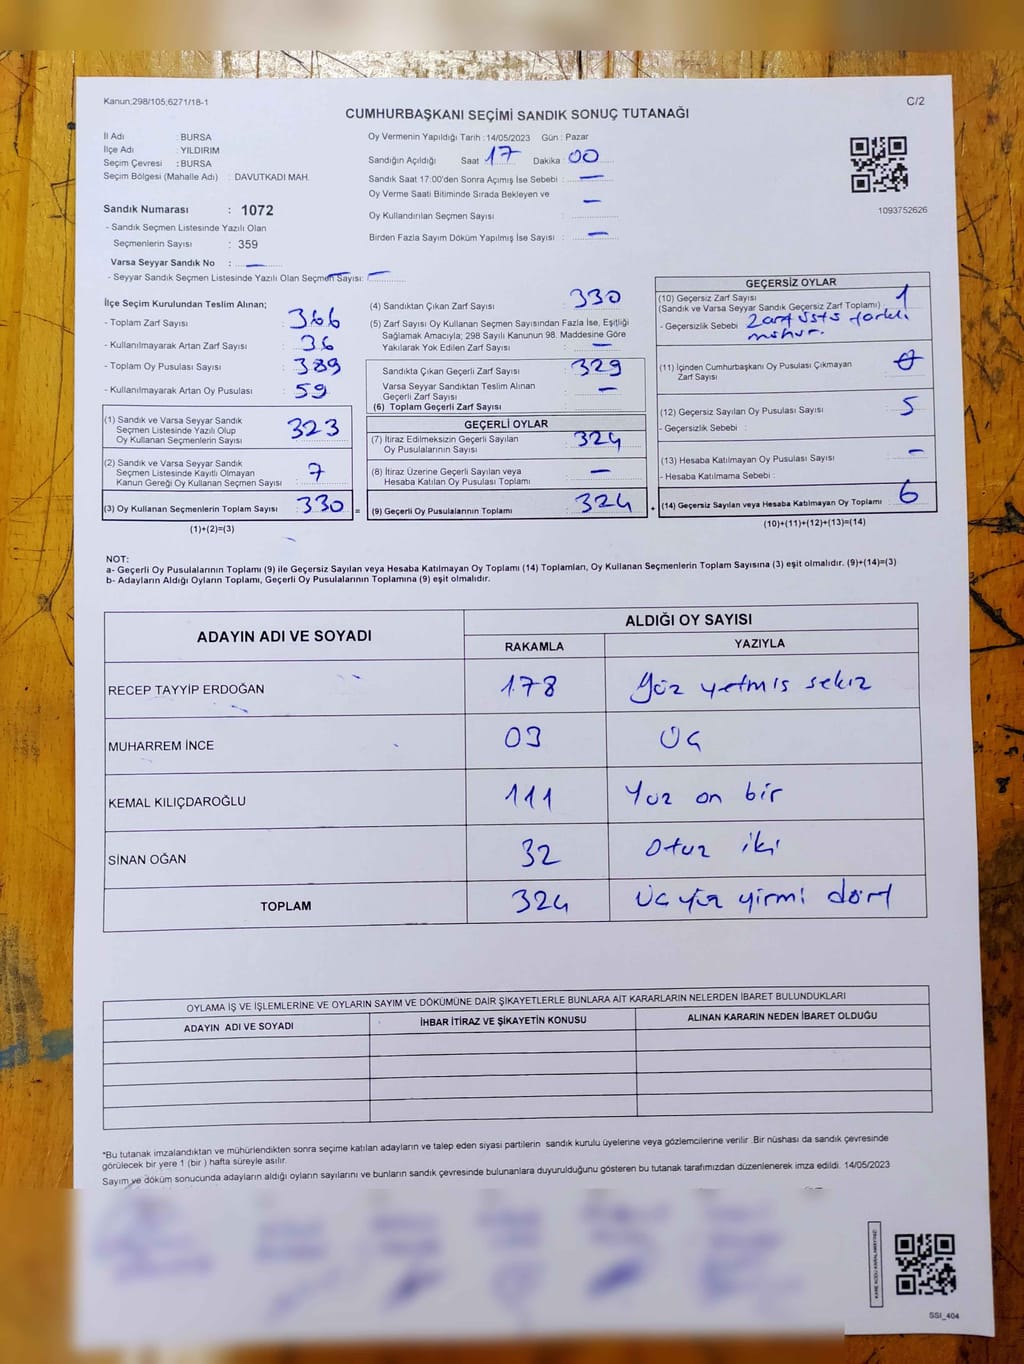 Kanun;298/105;6271/18-1
C/2
CUMHURBAŞKANI SEÇİMİ SANDIK SONUÇ TUTANAĞI
İl Adı : BURSA
İlçe Adı : YILDIRIM
Seçim Çevresi : BURSA
Seçim Bölgesi (Mahalle Adı) : DAVUTKADI MAH.
Sandık Numarası : 1072
- Sandık Seçmen Listesinde Yazılı Olan
Seçmenlerin Sayısı : 359
Varsa Seyyar Sandık No : —
- Seyyar Sandık Seçmen Listesinde Yazılı Olan Seçmen Sayısı: —
Oy Vermenin Yapıldığı Tarih : 14/05/2023 Gün : Pazar
Sandığın Açıldığı Saat 17 Dakika : 00
Sandık Saat 17:00'den Sonra Açımış İse Sebebi : —
Oy Verme Saati Bitiminde Sırada Bekleyen ve —
Oy Kullandırılan Seçmen Sayısı :
Birden Fazla Sayım Döküm Yapılmış İse Sayısı : —
1093752626
İlçe Seçim Kurulundan Teslim Alınan;
- Toplam Zarf Sayısı : 366
- Kullanılmayarak Artan Zarf Sayısı : 36
- Toplam Oy Pusulası Sayısı : 389
- Kullanılmayarak Artan Oy Pusulası : 59
(1) Sandık ve Varsa Seyyar Sandık
Seçmen Listesinde Yazılı Olup
Oy Kullanan Seçmenlerin Sayısı : 323
(2) Sandık ve Varsa Seyyar Sandık
Seçmen Listesinde Kayıtlı Olmayan
Kanun Gereği Oy Kullanan Seçmen Sayısı : 7
(3) Oy Kullanan Seçmenlerin Toplam Sayısı : 330 =
(1)+(2)=(3)
(4) Sandıktan Çıkan Zarf Sayısı : 330
(5) Zarf Sayısı Oy Kullanan Seçmen Sayısından Fazla İse, Eşitliği
Sağlamak Amacıyla; 298 Sayılı Kanunun 98. Maddesine Göre
Yakılarak Yok Edilen Zarf Sayısı : —
Sandıkta Çıkan Geçerli Zarf Sayısı : 329
Varsa Seyyar Sandıktan Teslim Alınan
Geçerli Zarf Sayısı : —
(6) Toplam Geçerli Zarf Sayısı :
GEÇERLİ OYLAR
(7) İtiraz Edilmeksizin Geçerli Sayılan
Oy Pusulalarının Sayısı : 324
(8) İtiraz Üzerine Geçerli Sayılan veya
Hesaba Katılan Oy Pusulası Toplamı : —
(9) Geçerli Oy Pusulalarının Toplamı : 324 +
GEÇERSİZ OYLAR
(10) Geçersiz Zarf Sayısı
(Sandık ve Varsa Seyyar Sandık Geçersiz Zarf Toplamı) : 1
- Geçersizlik Sebebi : Zarf üstü farklı
mühür.
(11) İçinden Cumhurbaşkanı Oy Pusulası Çıkmayan
Zarf Sayısı : 0
(12) Geçersiz Sayılan Oy Pusulası Sayısı : 5
- Geçersizlik Sebebi :
(13) Hesaba Katılmayan Oy Pusulası Sayısı : —
- Hesaba Katılmama Sebebi :
(14) Geçersiz Sayılan veya Hesaba Katılmayan Oy Toplamı : 6
(10)+(11)+(12)+(13)=(14)
NOT:
a- Geçerli Oy Pusulalarının Toplamı (9) ile Geçersiz Sayılan veya Hesaba Katılmayan Oy Toplamı (14) Toplamları, Oy Kullanan Seçmenlerin Toplam Sayısına (3) eşit olmalıdır. (9)+(14)=(3)
b- Adayların Aldığı Oyların Toplamı, Geçerli Oy Pusulalarının Toplamına (9) eşit olmalıdır.
ADAYIN ADI VE SOYADI
ALDIĞI OY SAYISI
RAKAMLA YAZIYLA
RECEP TAYYİP ERDOĞAN 178 Yüz yetmiş sekiz
MUHARREM İNCE 03 Üç
KEMAL KILIÇDAROĞLU 111 Yüz on bir
SİNAN OĞAN 32 Otuz iki
TOPLAM 324 Üç yüz yirmi dört
OYLAMA İŞ VE İŞLEMLERİNE VE OYLARIN SAYIM VE DÖKÜMÜNE DAİR ŞİKAYETLERLE BUNLARA AİT KARARLARIN NELERDEN İBARET BULUNDUKLARI
ADAYIN ADI VE SOYADI İHBAR İTİRAZ VE ŞİKAYETİN KONUSU ALINAN KARARIN NEDEN İBARET OLDUĞU
*Bu tutanak imzalandıktan ve mühürlendikten sonra seçime katılan adayların ve talep eden siyasi partilerin sandık kurulu üyelerine veya gözlemcilerine verilir .Bir nüshası da sandık çevresinde
görülecek bir yere 1 (bir ) hafta süreyle asılır.
Sayım ve döküm sonucunda adayların aldığı oyların sayılarını ve bunların sandık çevresinde bulunanlara duyurulduğunu gösteren bu tutanak tarafımızdan düzenlenerek imza edildi. 14/05/2023
SSI_404